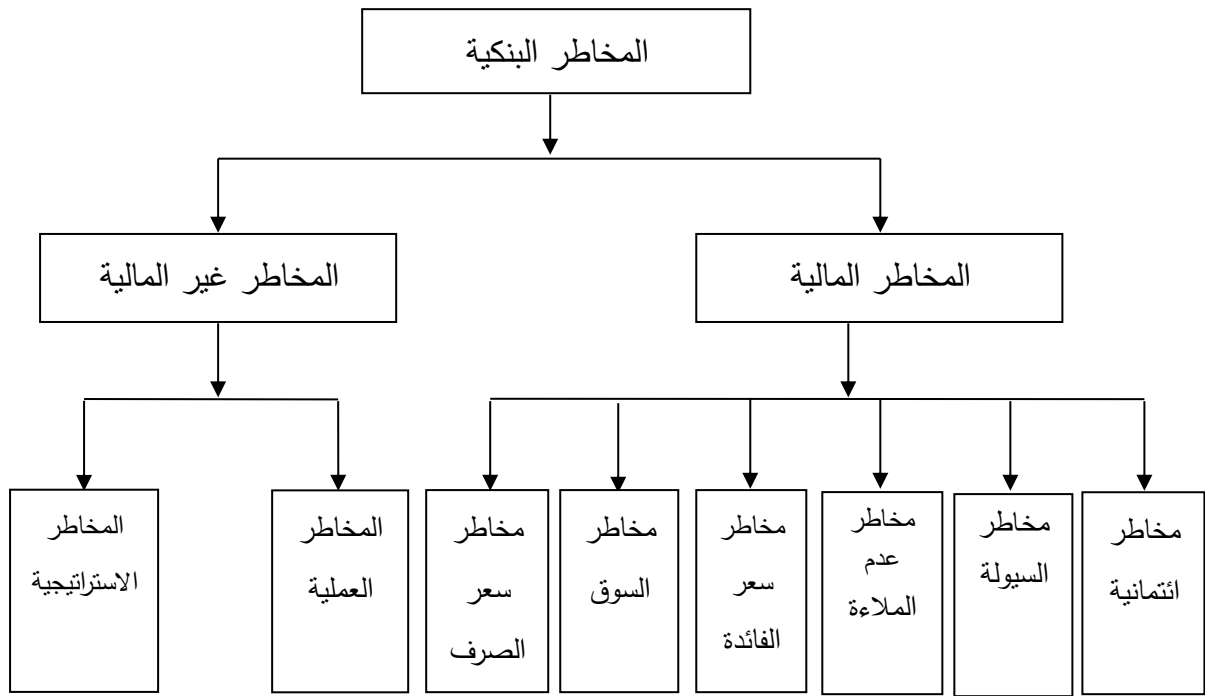 المخاطر البنكية
المخاطر المالية
المخاطر غير المالية
مخاطر
ائتمانية
مخاطر
السيولة
مخاطر
عدم
الملاءة
مخاطر
سعر
الفائدة
مخاطر
السوق
مخاطر
سعر
الصرف
المخاطر
العملية
المخاطر
الاستراتيجية